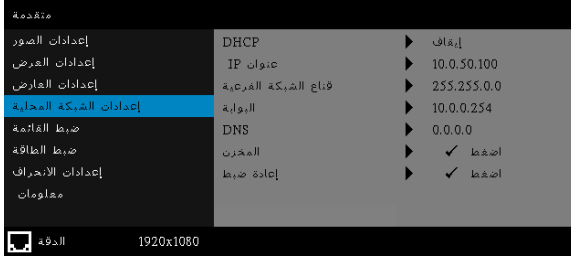 متقدمة
إعدادات الصور
إعدادات العرض
إعدادات العارض
إعدادات الشبكة المحلية
ضبط القائمة
ضبط الطاقة
إعدادات الانحراف
معلومات
DHCP إيقاف
عنوان IP 10.0.50.100
قناع الشبكة الفرعية 255.255.0.0
البوابة 10.0.0.254
DNS 0.0.0.0
المخزن ✓ اضغط
إعادة ضبط ✓ اضغط
الدقة 1920x1080